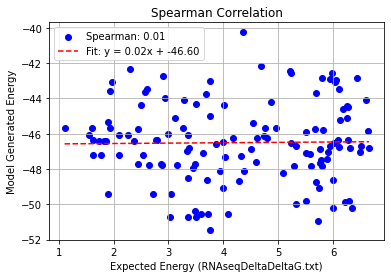 Spearman Correlation
Spearman: 0.01
Fit: y = 0.02x + -46.60
Model Generated Energy
−40
−42
−44
−46
−48
−50
−52
1
2
3
4
5
6
Expected Energy (RNAseqDeltaDeltaG.txt)